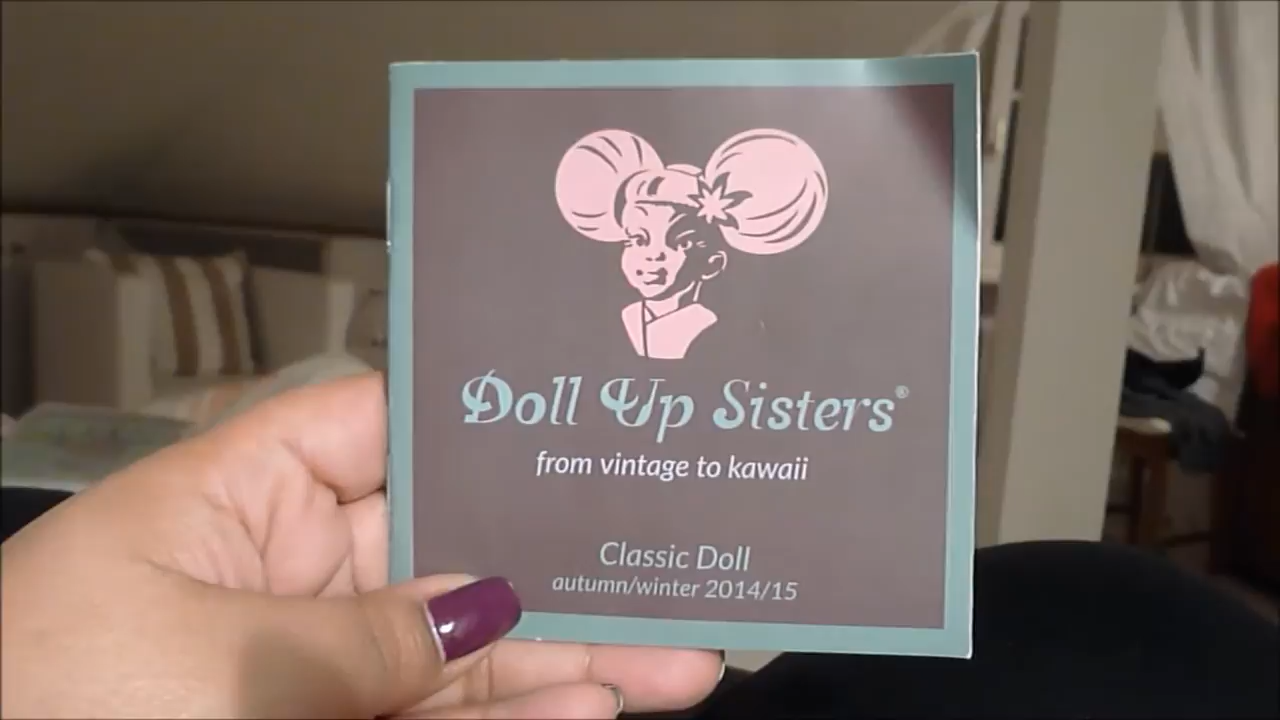 Doll Up Sisters®
from vintage to kawaii
Classic Doll
autumn/winter 2014/15